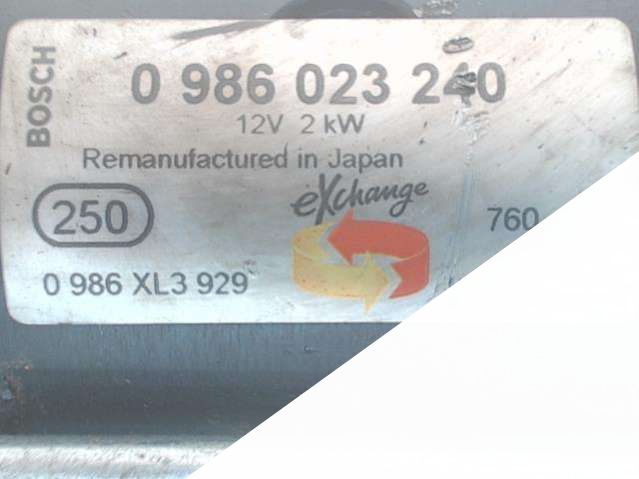 BOSCH
0 986 023 240
12V 2 kW
Remanufactured in Japan
eXchange
250
760
0 986 XL3 929